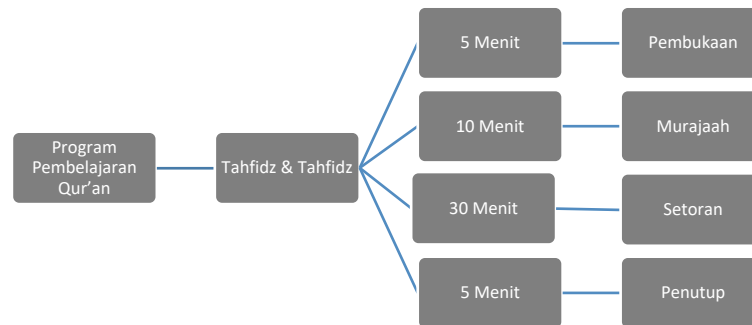 Program
Pembelajaran
Qur’an
Tahfidz & Tahfidz
5 Menit
Pembukaan
10 Menit
Murajaah
30 Menit
Setoran
5 Menit
Penutup